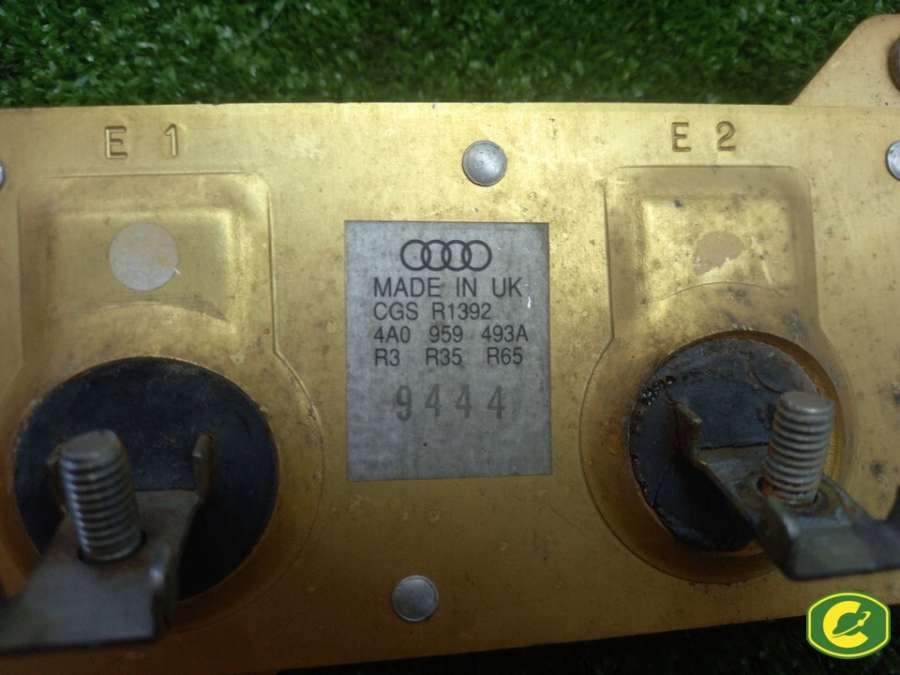 E 1
E 2
MADE IN UK
CGS R1392
4A0 959 493A
R3 R35 R65
9444
C